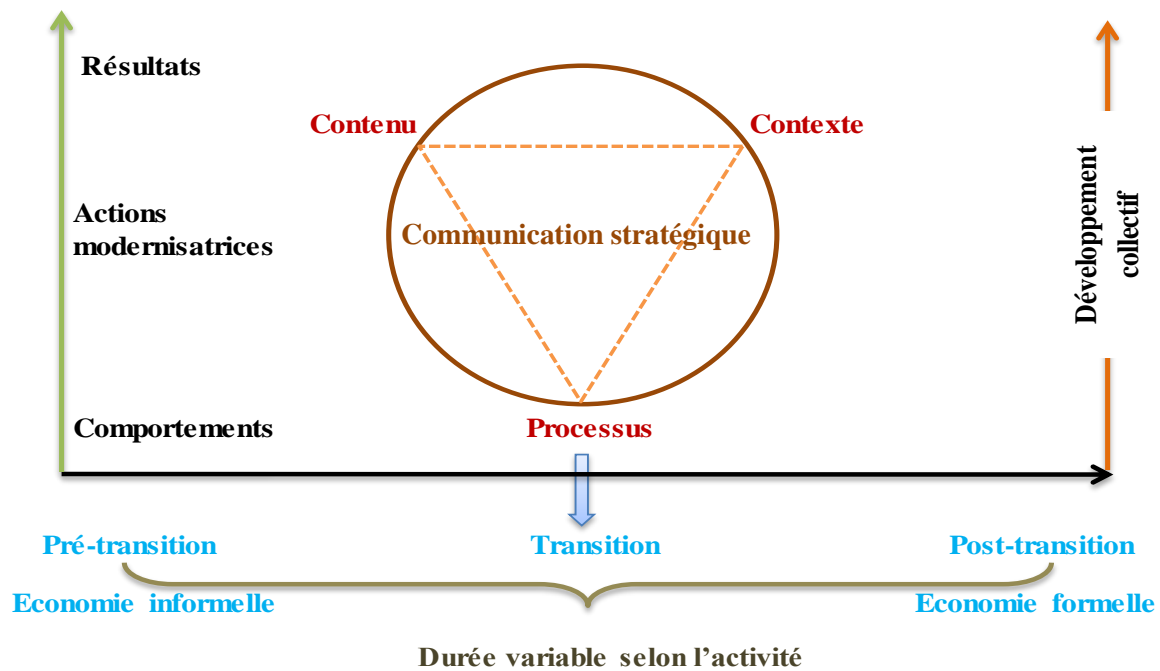 Résultats
Contenu
Contexte
Actions
modernisatrices
Communication stratégique
Développement
collectif
Comportements
Processus
Pré-transition
Transition
Post-transition
Economie informelle
Economie formelle
Durée variable selon l’activité